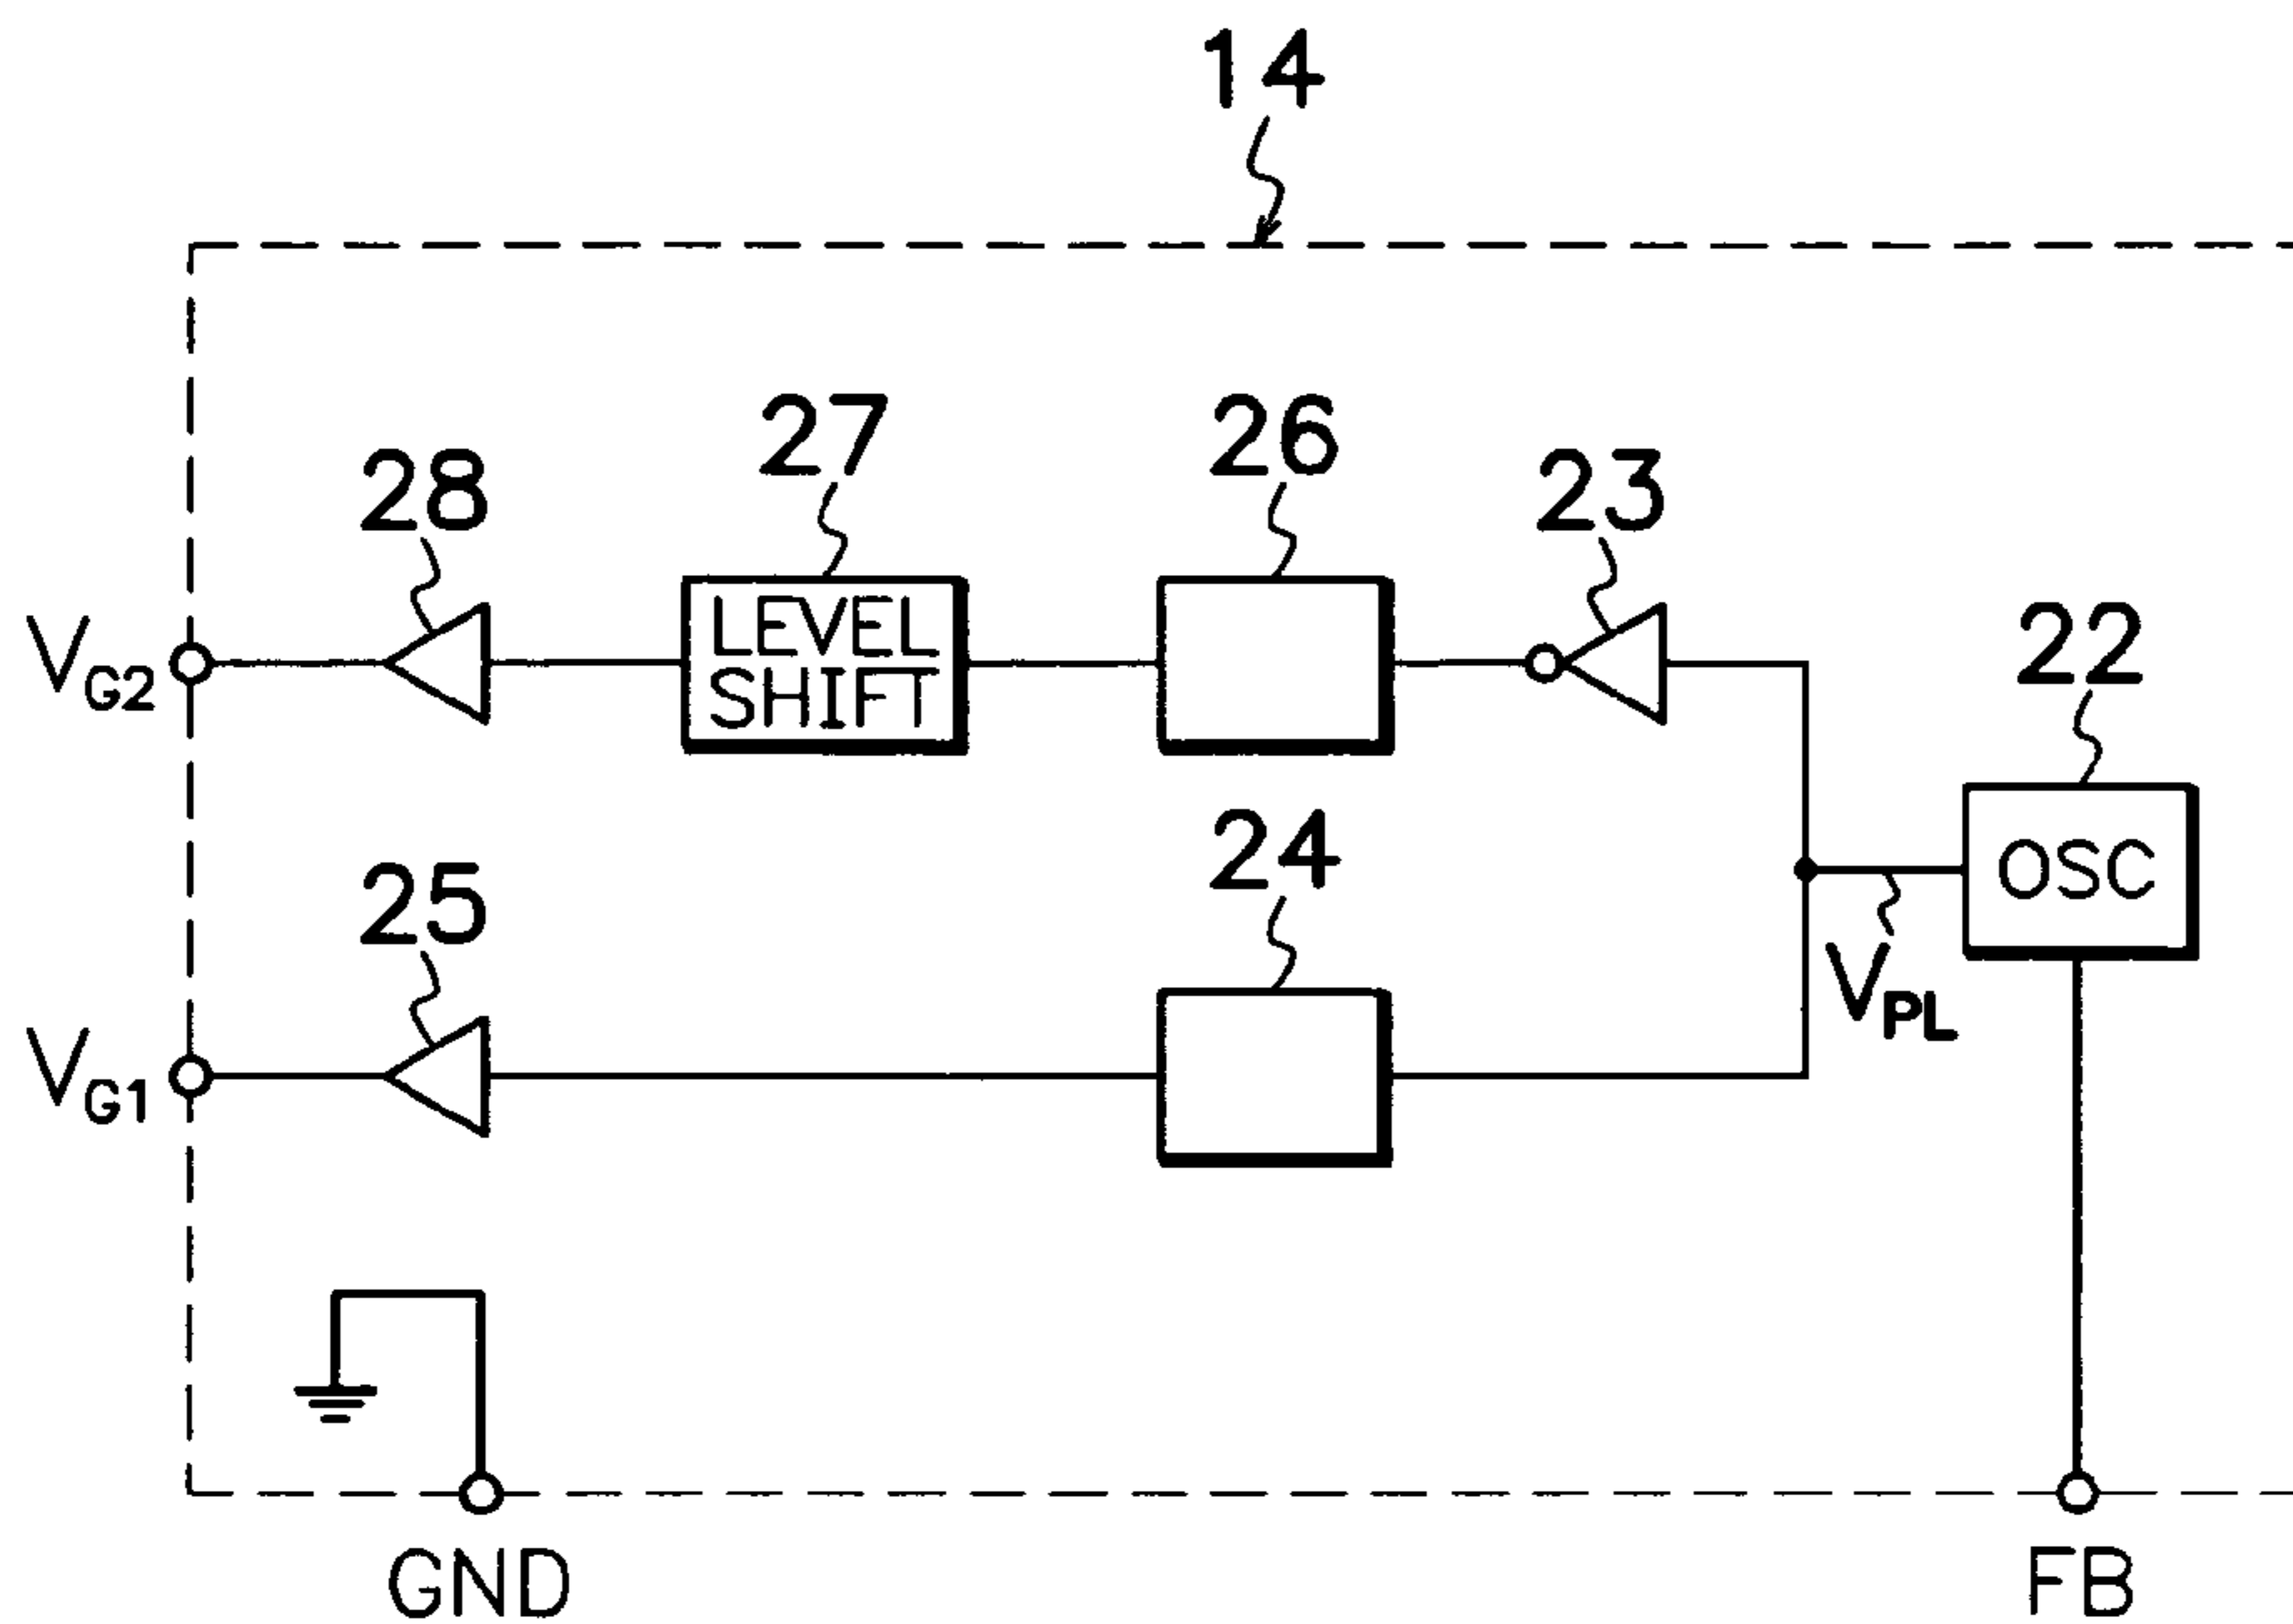 14
27
26
28
23
LEVEL
SHIFT
22
VG2
24
OSC
25
VPL
VG1
GND
FB